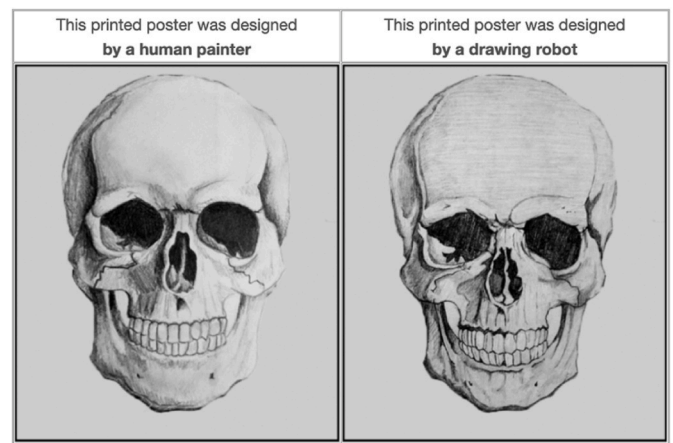 This printed poster was designed
by a human painter
This printed poster was designed
by a drawing robot